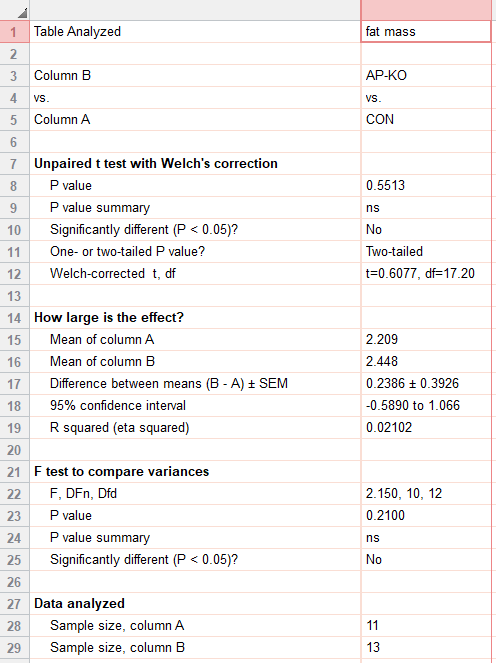 1 Table Analyzed fat mass
2
3 Column B AP-KO
4 vs. vs.
5 Column A CON
6
7 Unpaired t test with Welch's correction
8 P value 0.5513
9 P value summary ns
10 Significantly different (P < 0.05)? No
11 One- or two-tailed P value? Two-tailed
12 Welch-corrected t, df t=0.6077, df=17.20
13
14 How large is the effect?
15 Mean of column A 2.209
16 Mean of column B 2.448
17 Difference between means (B - A) ± SEM 0.2386 ± 0.3926
18 95% confidence interval -0.5890 to 1.066
19 R squared (eta squared) 0.02102
20
21 F test to compare variances
22 F, DFn, Dfd 2.150, 10, 12
23 P value 0.2100
24 P value summary ns
25 Significantly different (P < 0.05)? No
26
27 Data analyzed
28 Sample size, column A 11
29 Sample size, column B 13